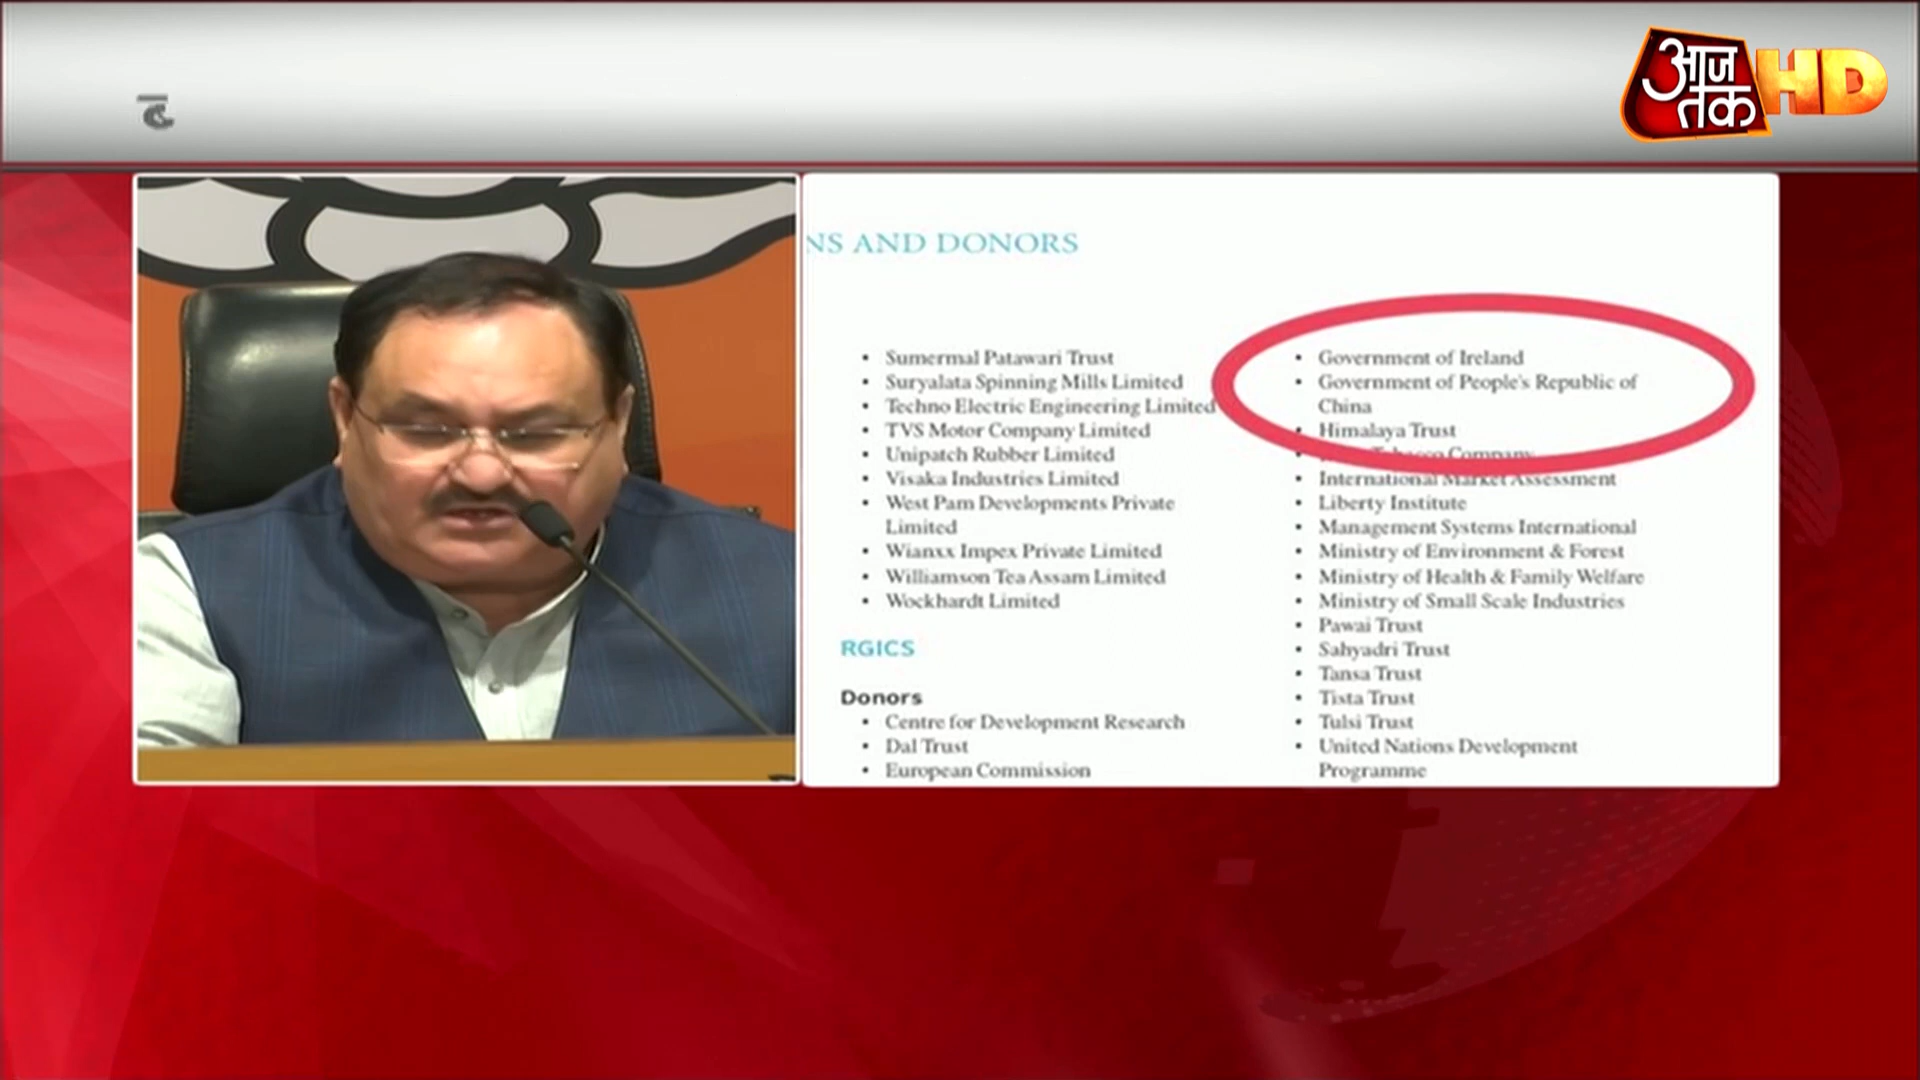 आज
तक HD
NS AND DONORS
• Sumermal Patawari Trust
• Suryalata Spinning Mills Limited
• Techno Electric Engineering Limited
• TVS Motor Company Limited
• Unipatch Rubber Limited
• Visaka Industries Limited
• West Pam Developments Private
Limited
• Wianxx Impex Private Limited
• Williamson Tea Assam Limited
• Wockhardt Limited
RGICS
Donors
• Centre for Development Research
• Dal Trust
• European Commission
• Government of Ireland
• Government of People's Republic of
China
• Himalaya Trust
• Company
• International Market Assessment
• Liberty Institute
• Management Systems International
• Ministry of Environment & Forest
• Ministry of Health & Family Welfare
• Ministry of Small Scale Industries
• Pawai Trust
• Sahyadri Trust
• Tansa Trust
• Tista Trust
• Tulsi Trust
• United Nations Development
Programme